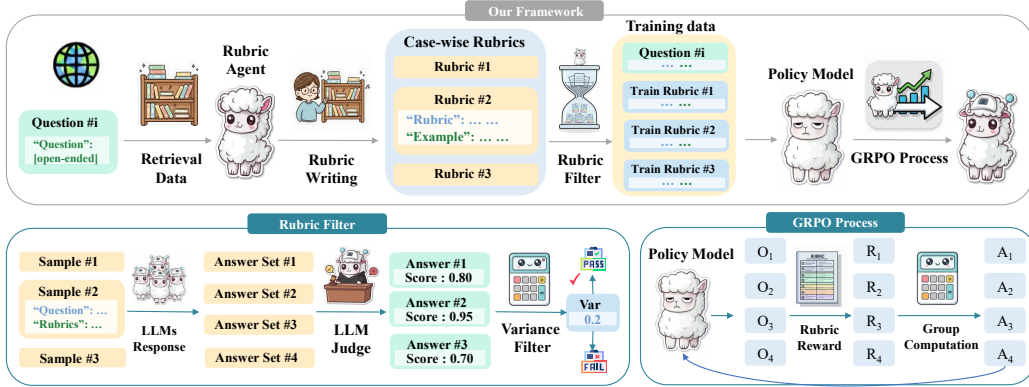 Our Framework
Question #i
“Question”:
[open-ended]
Retrieval
Data
Rubric
Agent
Rubric
Writing
Case-wise Rubrics
Rubric #1
Rubric #2
“Rubric”: … …
“Example”: … …
Rubric #3
Rubric
Filter
Training data
Question #i
… …
Train Rubric #1
… …
Train Rubric #2
… …
Train Rubric #3
… …
Policy Model
GRPO Process
Rubric Filter
Sample #1
Sample #2
“Question”: …
“Rubrics”: …
Sample #3
LLMs
Response
Answer Set #1
Answer Set #2
Answer Set #3
Answer Set #4
LLM
Judge
Answer #1
Score : 0.80
Answer #2
Score : 0.95
Answer #3
Score : 0.70
Variance
Filter
PASS
Var
0.2
FAIL
GRPO Process
Policy Model
O1
O2
O3
O4
RUBRIC
Rubric
Reward
R1
R2
R3
R4
Group
Computation
A1
A2
A3
A4